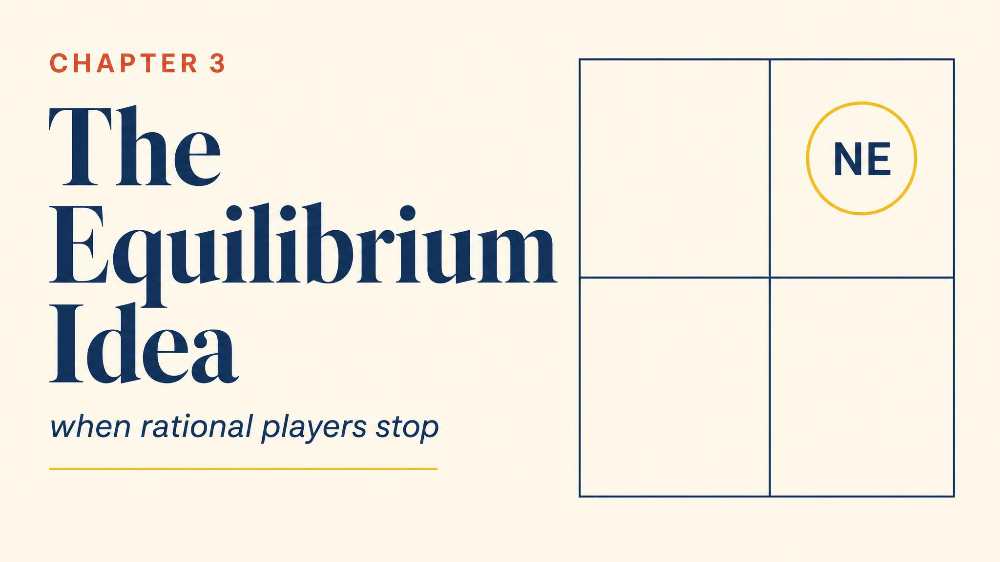 CHAPTER 3
The
Equilibrium
Idea
when rational players stop
NE